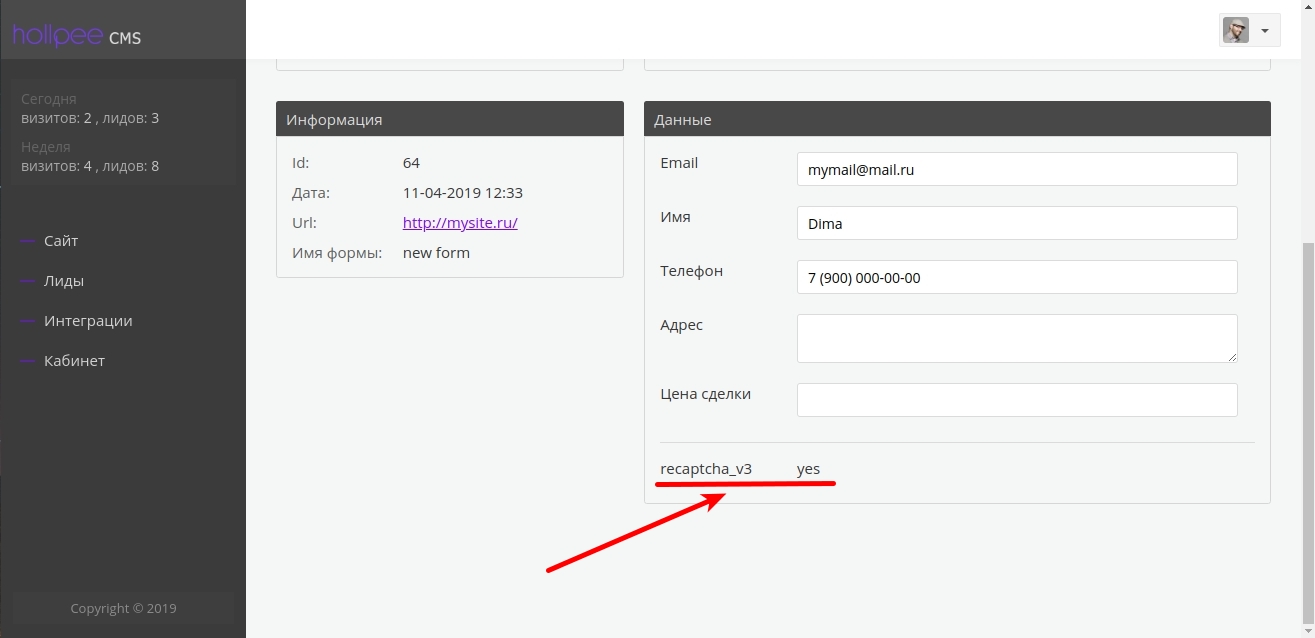 hollpee CMS
Сегодня
визитов: 2 , лидов: 3
Неделя
визитов: 4 , лидов: 8
Сайт
Лиды
Интеграции
Кабинет
Copyright © 2019
Информация
Id: 64
Дата: 11-04-2019 12:33
Url: http://mysite.ru/
Имя формы: new form
Данные
Email mymail@mail.ru
Имя Dima
Телефон 7 (900) 000-00-00
Адрес
Цена сделки
recaptcha_v3 yes